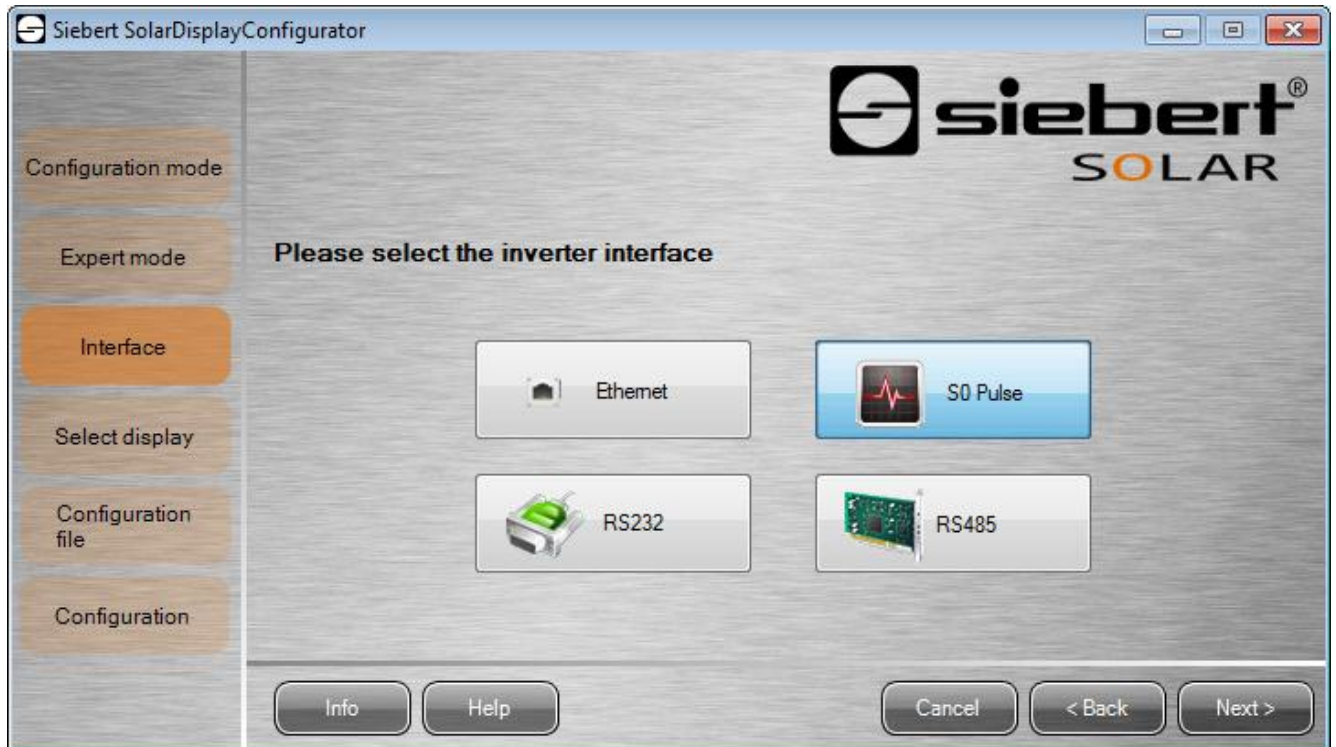 Siebert SolarDisplayConfigurator
siebert®
SOLAR
Configuration mode
Expert mode
Interface
Select display
Configuration
file
Configuration
Please select the inverter interface
Ethernet
S0 Pulse
RS232
RS485
Info
Help
Cancel
< Back
Next >